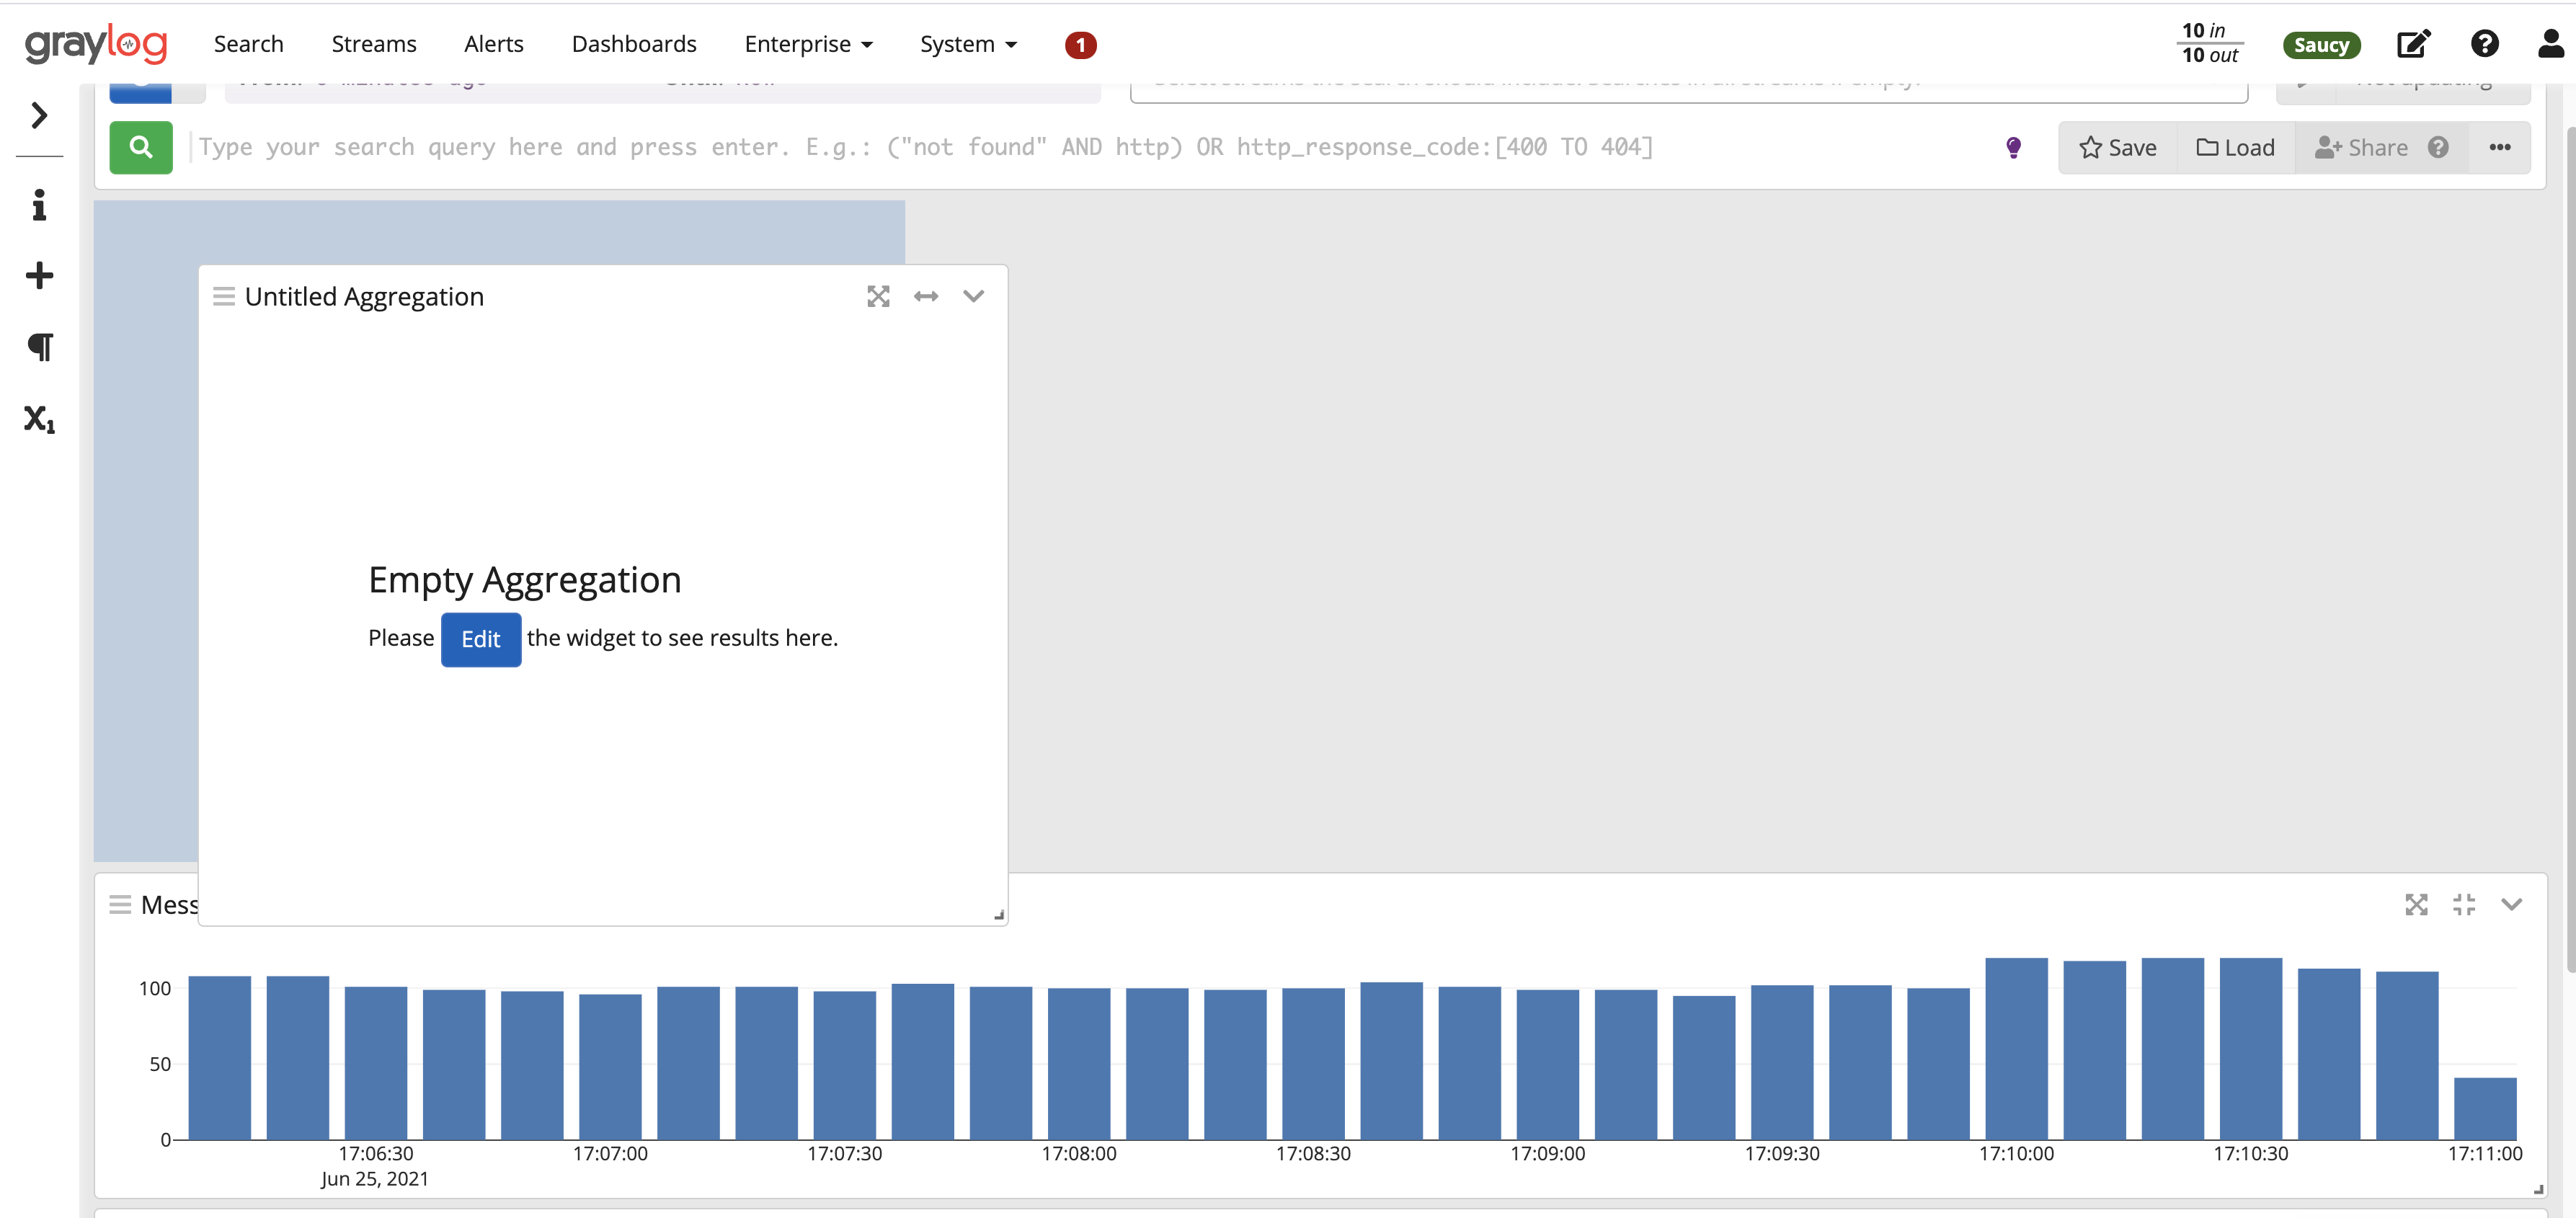 graylog Search Streams Alerts Dashboards Enterprise System 1 10 in Saucy
10 out
Type your search query here and press enter. E.g.: ("not found" AND http) OR http_response_code:[400 TO 404] Save Load Share
X1
Untitled Aggregation
Empty Aggregation
Please Edit the widget to see results here.
Mess
100
50
0
17:06:30 17:07:00 17:07:30 17:08:00 17:08:30 17:09:00 17:09:30 17:10:00 17:10:30 17:11:00
Jun 25, 2021